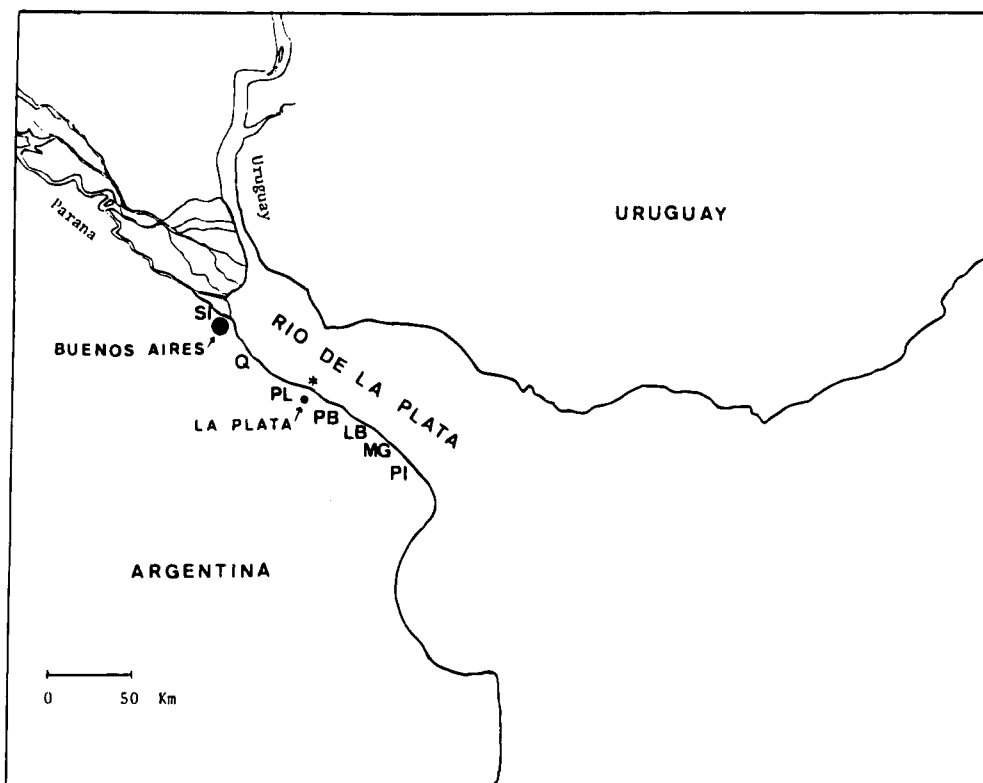 Uruguay
Parana
URUGUAY
SI
RIO DE LA PLATA
BUENOS AIRES
Q
*
PL
LA PLATA
PB
LB
MG
PI
ARGENTINA
0 50 Km